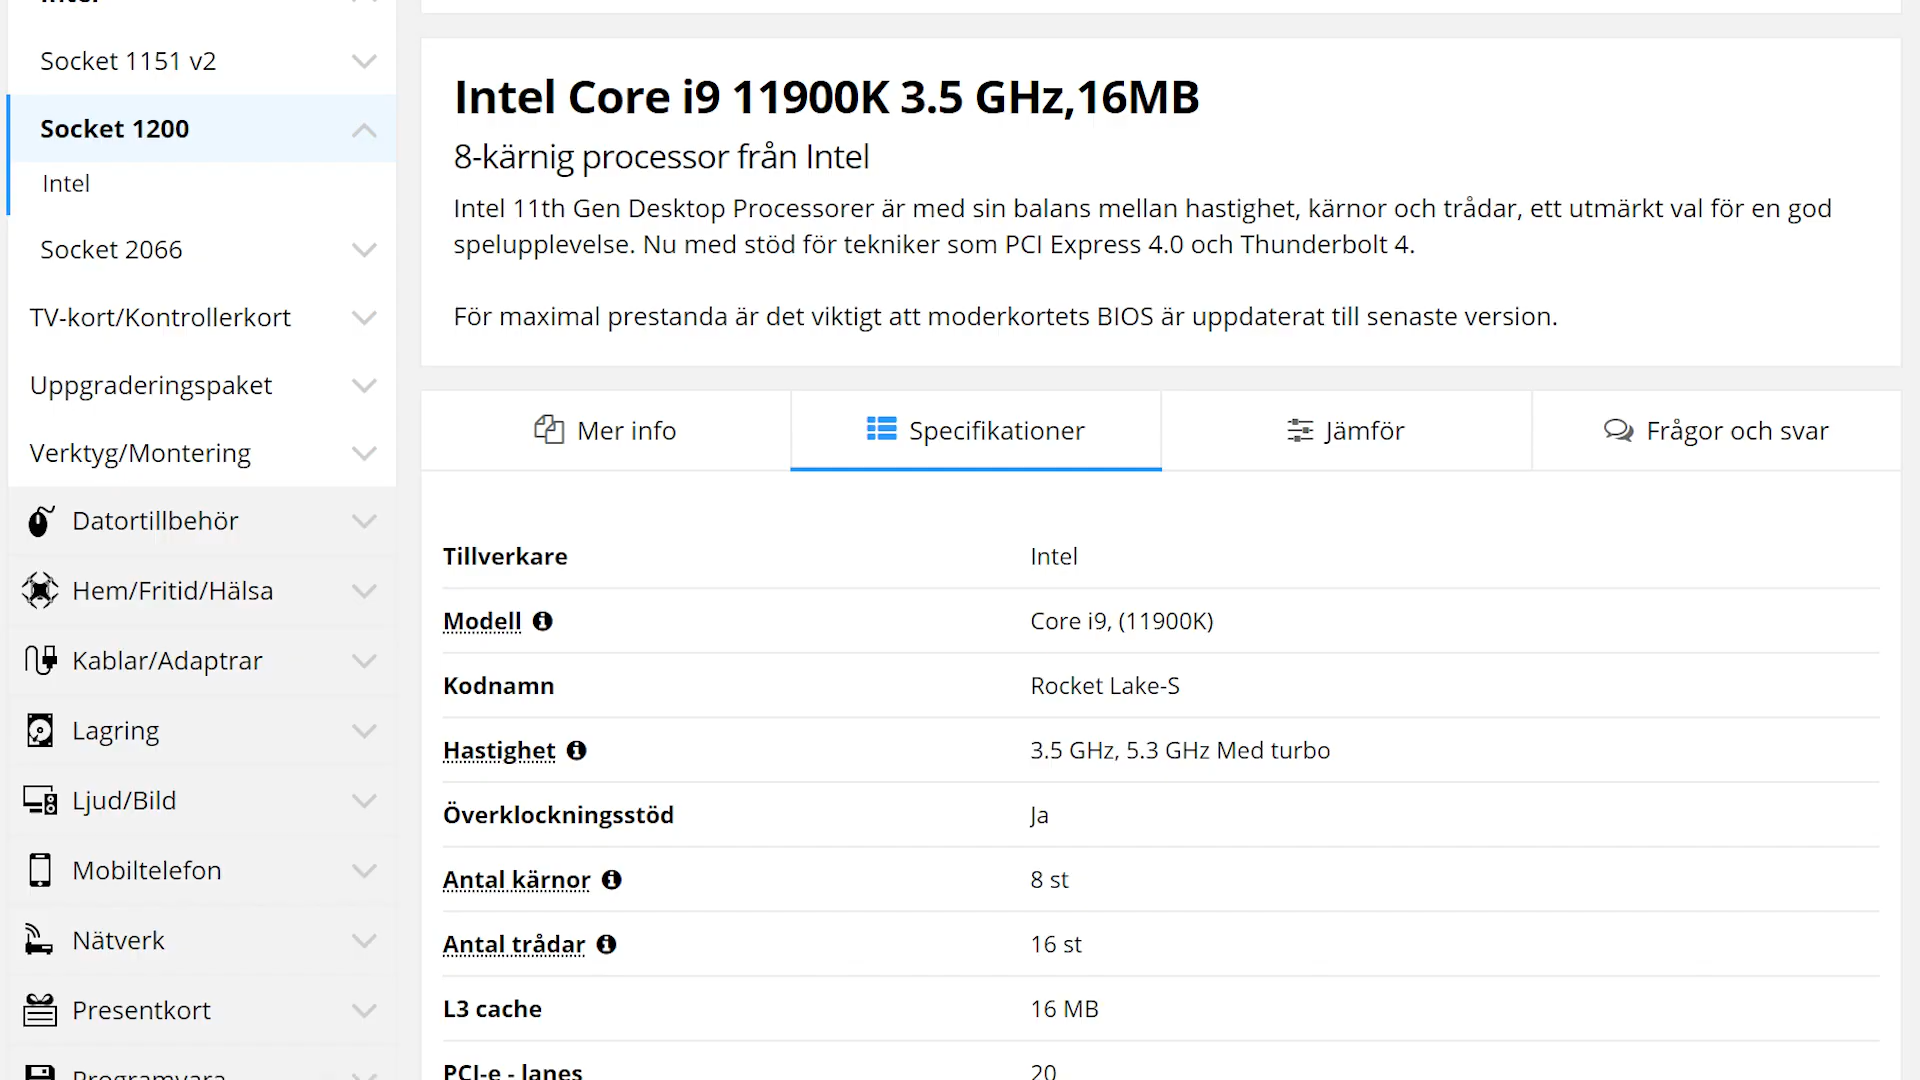 Intel
Socket 1151 v2
Socket 1200
Intel
Socket 2066
TV-kort/Kontrollerkort
Uppgraderingspaket
Verktyg/Montering
Datortillbehör
Hem/Fritid/Hälsa
Kablar/Adaptrar
Lagring
Ljud/Bild
Mobiltelefon
Nätverk
Presentkort
Programvara
Intel Core i9 11900K 3.5 GHz,16MB
8-kärnig processor från Intel
Intel 11th Gen Desktop Processorer är med sin balans mellan hastighet, kärnor och trådar, ett utmärkt val för en god
spelupplevelse. Nu med stöd för tekniker som PCI Express 4.0 och Thunderbolt 4.
För maximal prestanda är det viktigt att moderkortets BIOS är uppdaterat till senaste version.
Mer info Specifikationer Jämför Frågor och svar
Tillverkare Intel
Modell Core i9, (11900K)
Kodnamn Rocket Lake-S
Hastighet 3.5 GHz, 5.3 GHz Med turbo
Överklockningsstöd Ja
Antal kärnor 8 st
Antal trådar 16 st
L3 cache 16 MB
PCI-e - lanes 20